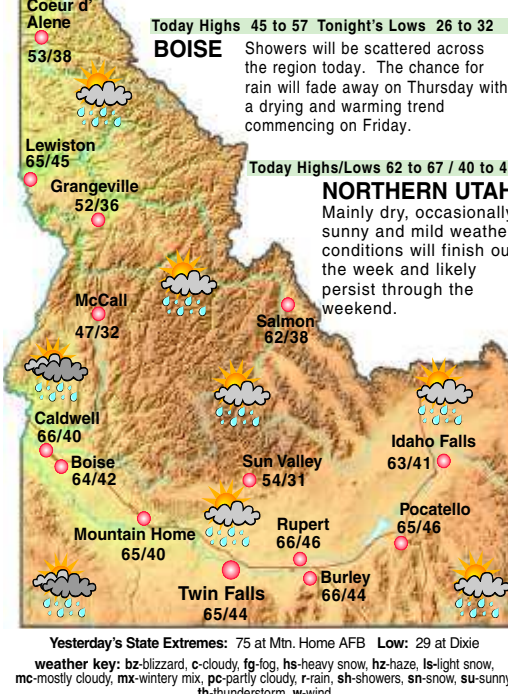 Coeur d'
Alene
53/38
Today Highs 45 to 57 Tonight's Lows 26 to 32
BOISE
Showers will be scattered across
the region today. The chance for
rain will fade away on Thursday with
a drying and warming trend
commencing on Friday.
Lewiston
65/45
Grangeville
52/36
Today Highs/Lows 62 to 67 / 40 to 4
NORTHERN UTAH
Mainly dry, occasionally
sunny and mild weathe
conditions will finish ou
the week and likely
persist through the
weekend.
McCall
47/32
Salmon
62/38
Caldwell
66/40
Boise
64/42
Sun Valley
54/31
Idaho Falls
63/41
Mountain Home
65/40
Rupert
66/46
Pocatello
65/46
Twin Falls
65/44
Burley
66/44
Yesterday's State Extremes: 75 at Mtn. Home AFB Low: 29 at Dixie
weather key: bz-blizzard, c-cloudy, fg-fog, hs-heavy snow, hz-haze, ls-light snow,
mc-mostly cloudy, mx-wintery mix, pc-partly cloudy, r-rain, sh-showers, sn-snow, su-sunny
th-thunderstorm, w-wind